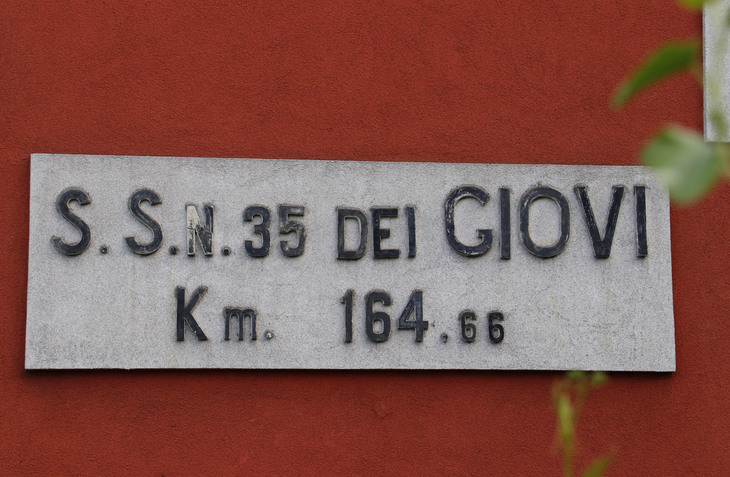 S.S.N. 35 DEI GIOVI
Km. 164.66